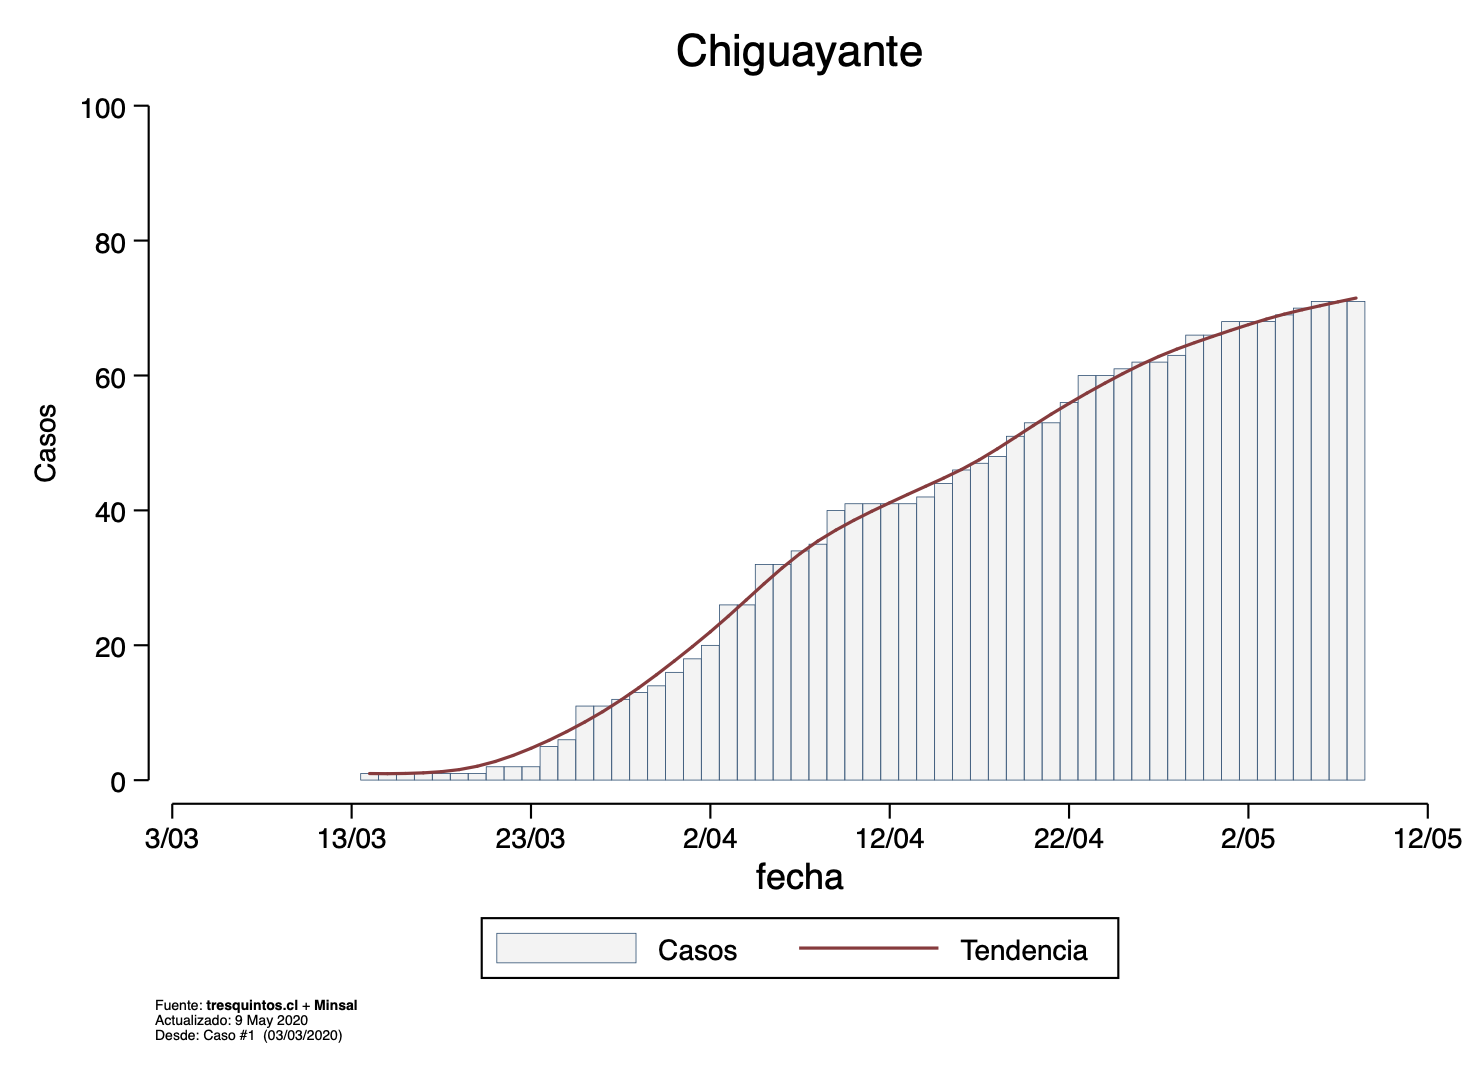 Chiguayante
100
80
60
40
20
0
Casos
3/03 13/03 23/03 2/04 12/04 22/04 2/05 12/05
fecha
Casos Tendencia
Fuente: tresquintos.cl + Minsal
Actualizado: 9 May 2020
Desde: Caso #1 (03/03/2020)